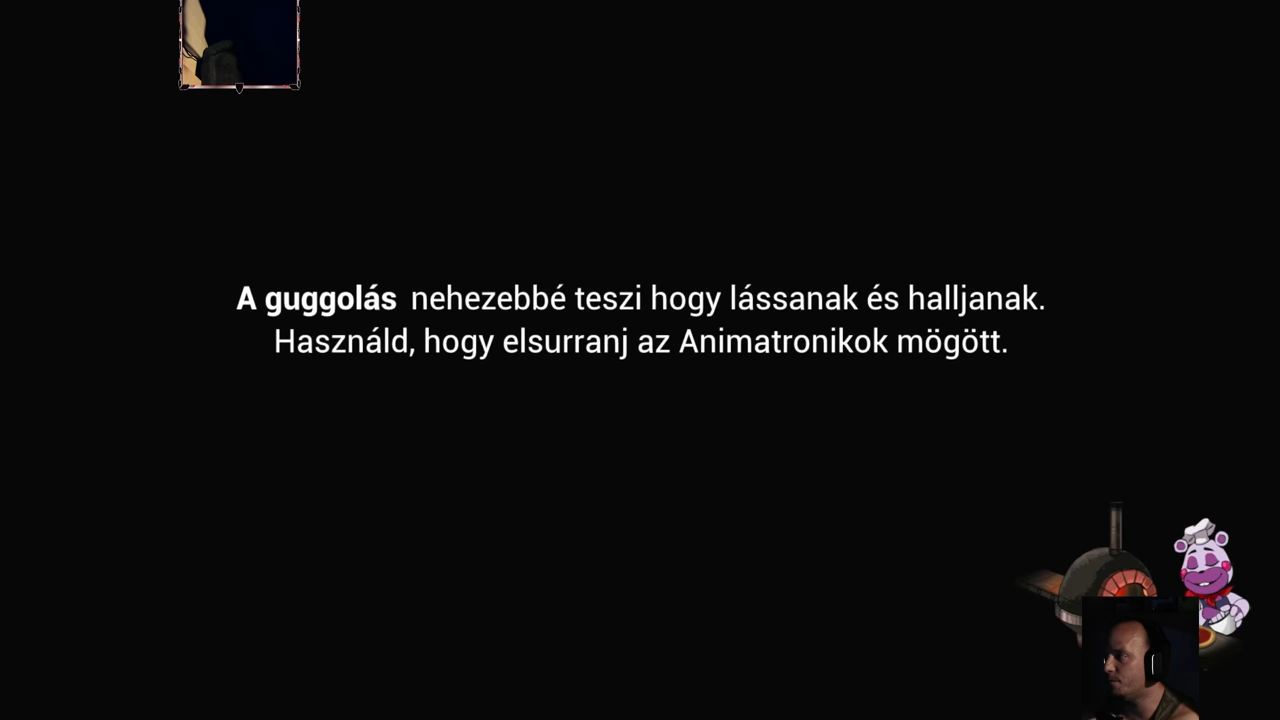 A guggolás nehezebbé teszi hogy lássanak és halljanak.
Használd, hogy elsurranj az Animatronikok mögött.